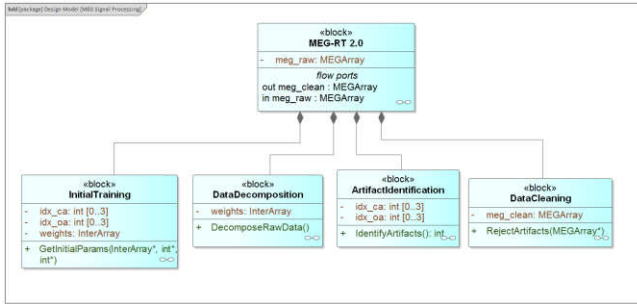 bdd [package] Design Model [MEG Signal Processing]
«block»
MEG-RT 2.0
- meg_raw: MEGArray
flow ports
out meg_clean : MEGArray
in meg_raw : MEGArray
«block»
InitialTraining
- idx_ca: int [0..3]
- idx_oa: int [0..3]
- weights: InterArray
+ GetInitialParams(InterArray*, int*,
int*)
«block»
DataDecomposition
- weights: InterArray
+ DecomposeRawData()
«block»
ArtifactIdentification
- idx_ca: int [0..3]
- idx_oa: int [0..3]
+ IdentifyArtifacts(): int
«block»
DataCleaning
- meg_clean: MEGArray
+ RejectArtifacts(MEGArray*)